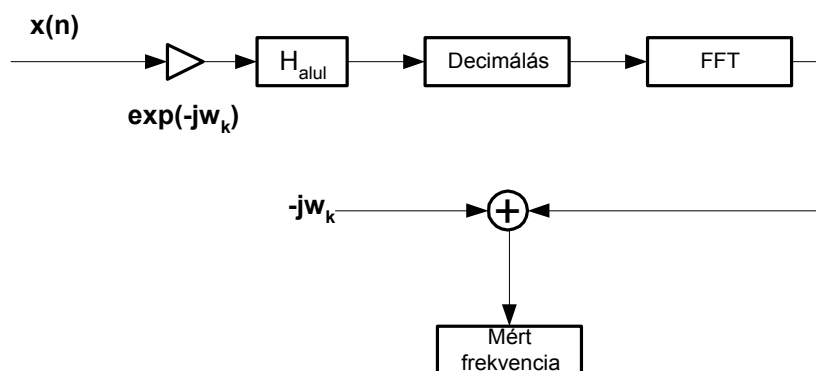 x(n)
H_alul
Decimálás
FFT
exp(-jw_k)
-jw_k
+
Mért
frekvencia